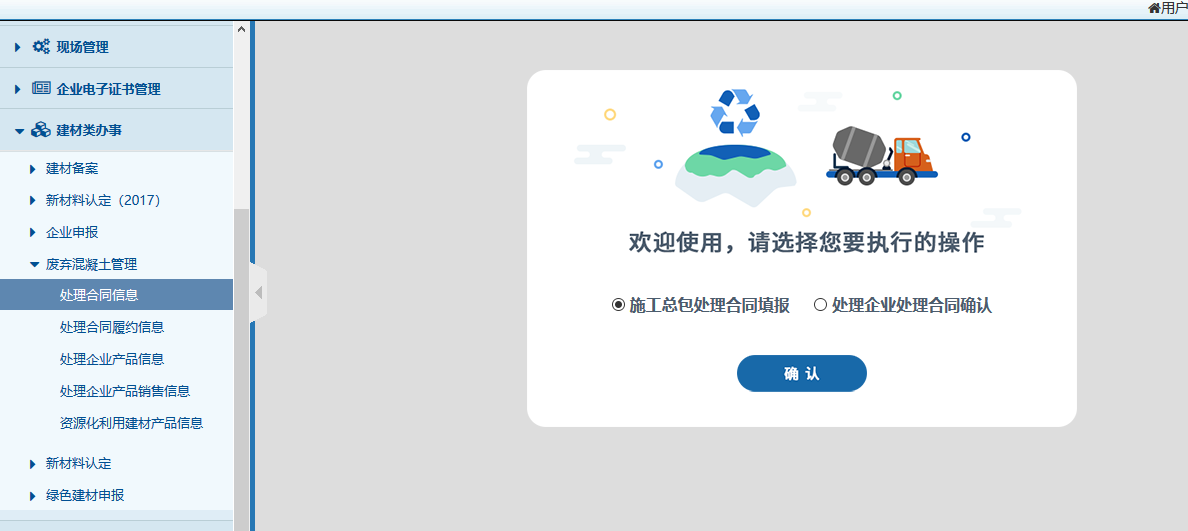 用户
现场管理
企业电子证书管理
建材类办事
建材备案
新材料认定（2017）
企业申报
废弃混凝土管理
处理合同信息
处理合同履约信息
处理企业产品信息
处理企业产品销售信息
资源化利用建材产品信息
新材料认定
绿色建材申报
欢迎使用，请选择您要执行的操作
施工总包处理合同填报 处理企业处理合同确认
确 认